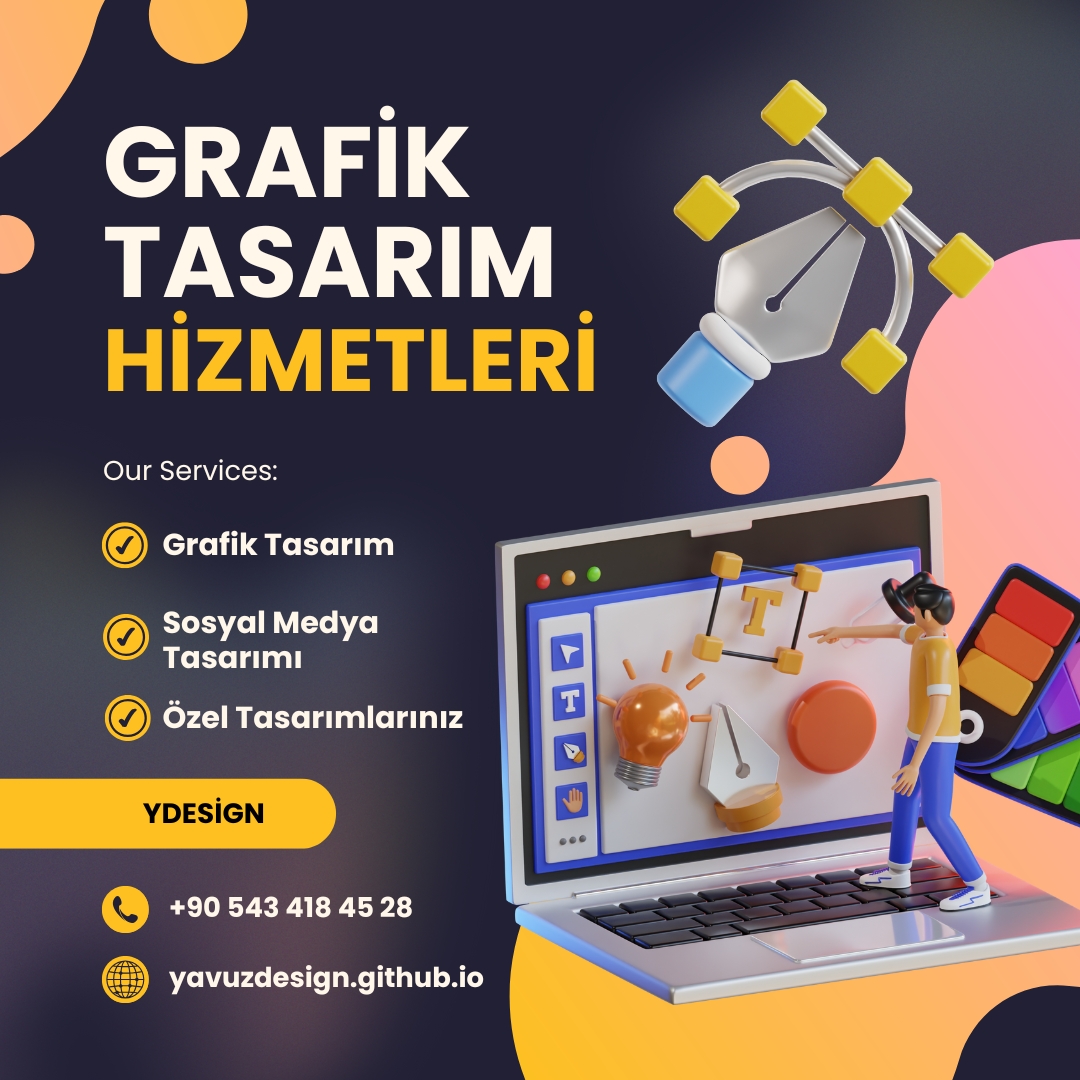 GRAFİK
TASARIM
HİZMETLERİ
Our Services:
Grafik Tasarım
Sosyal Medya
Tasarımı
Özel Tasarımlarınız
YDESİGN
+90 543 418 45 28
yavuzdesign.github.io
T
T